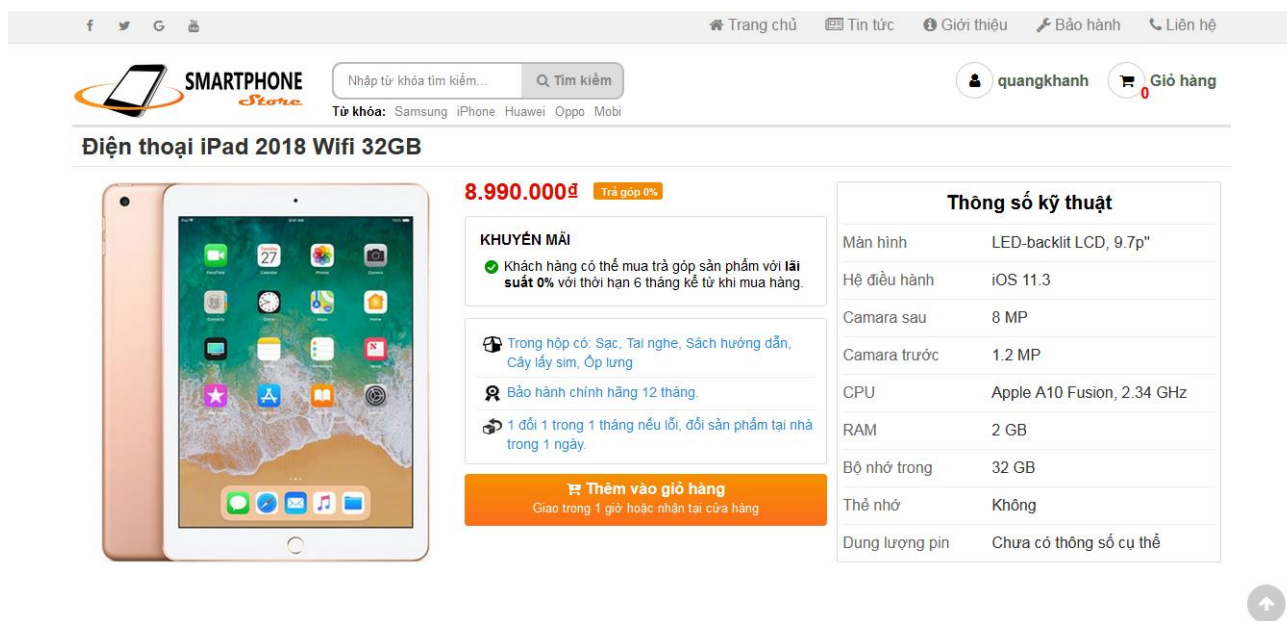 Trang chủ Tin tức Giới thiệu Bảo hành Liên hệ
SMARTPHONE
Store
Nhập từ khóa tìm kiếm... Tìm kiếm
quangkhanh 0 Giỏ hàng
Từ khóa: Samsung iPhone Huawei Oppo Mobi
Điện thoại iPad 2018 Wifi 32GB
8.990.000₫ Trả góp 0%
KHUYẾN MÃI
Khách hàng có thể mua trả góp sản phẩm với lãi
suất 0% với thời hạn 6 tháng kể từ khi mua hàng.
Trong hộp có: Sạc, Tai nghe, Sách hướng dẫn,
Cây lấy sim, Ốp lưng
Bảo hành chính hãng 12 tháng.
1 đổi 1 trong 1 tháng nếu lỗi, đổi sản phẩm tại nhà
trong 1 ngày.
Thêm vào giỏ hàng
Giao trong 1 giờ hoặc nhận tại cửa hàng
Thông số kỹ thuật
Màn hình LED-backlit LCD, 9.7p"
Hệ điều hành iOS 11.3
Camara sau 8 MP
Camara trước 1.2 MP
CPU Apple A10 Fusion, 2.34 GHz
RAM 2 GB
Bộ nhớ trong 32 GB
Thẻ nhớ Không
Dung lượng pin Chưa có thông số cụ thể
27